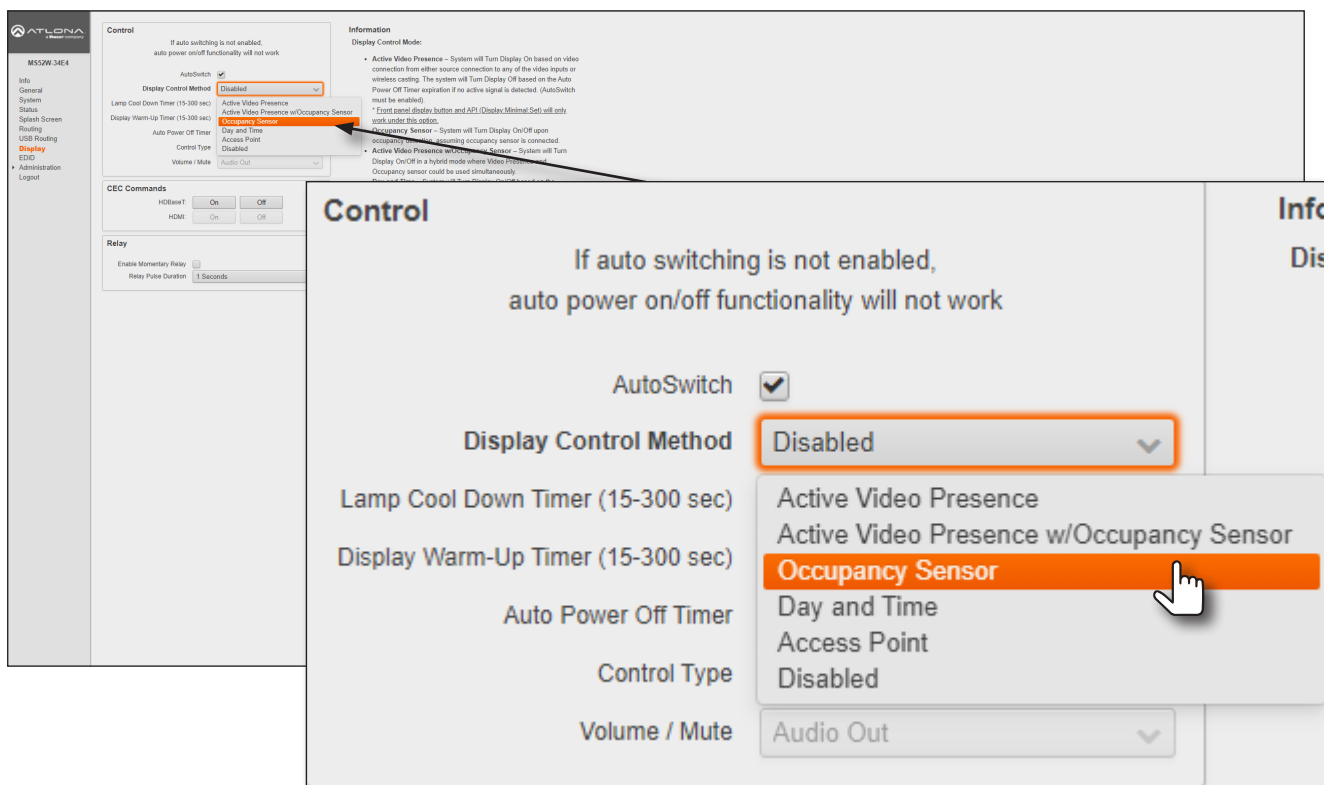 ATLONA
a Panduit company
MS52W-34E4
Info
General
System
Status
Splash Screen
Routing
USB Routing
Display
EDID
Administration
Logout
Control
If auto switching is not enabled,
auto power on/off functionality will not work
AutoSwitch
Display Control Method Disabled
Lamp Cool Down Timer (15-300 sec)
Display Warm-Up Timer (15-300 sec)
Auto Power Off Timer
Control Type
Active Video Presence
Active Video Presence w/Occupancy Sensor
Occupancy Sensor
Day and Time
Access Point
Disabled
Volume / Mute Audio Out
CEC Commands
HDBaseT: On Off
HDMI: On Off
Relay
Enable Momentary Relay
Relay Pulse Duration 1 Seconds
Information
Display Control Mode:
• Active Video Presence – System will Turn Display On based on video
connection from either source connection to any of the video inputs or
wireless casting. The system will Turn Display Off based on the Auto
Power Off Timer expiration if no active signal is detected. (AutoSwitch
must be enabled)
* Front panel display button and API (Display:Minimal Set) will only
work under this option.
Occupancy Sensor – System will Turn Display On/Off upon
occupancy detection, assuming occupancy sensor is connected.
• Active Video Presence w/Occupancy Sensor – System will Turn
Display On/Off in a hybrid mode where Video Presence and
Occupancy sensor could be used simultaneously.
Control
If auto switching is not enabled,
auto power on/off functionality will not work
AutoSwitch
Display Control Method Disabled
Lamp Cool Down Timer (15-300 sec)
Display Warm-Up Timer (15-300 sec)
Auto Power Off Timer
Control Type
Active Video Presence
Active Video Presence w/Occupancy Sensor
Occupancy Sensor
Day and Time
Access Point
Disabled
Volume / Mute Audio Out
Info
Dis